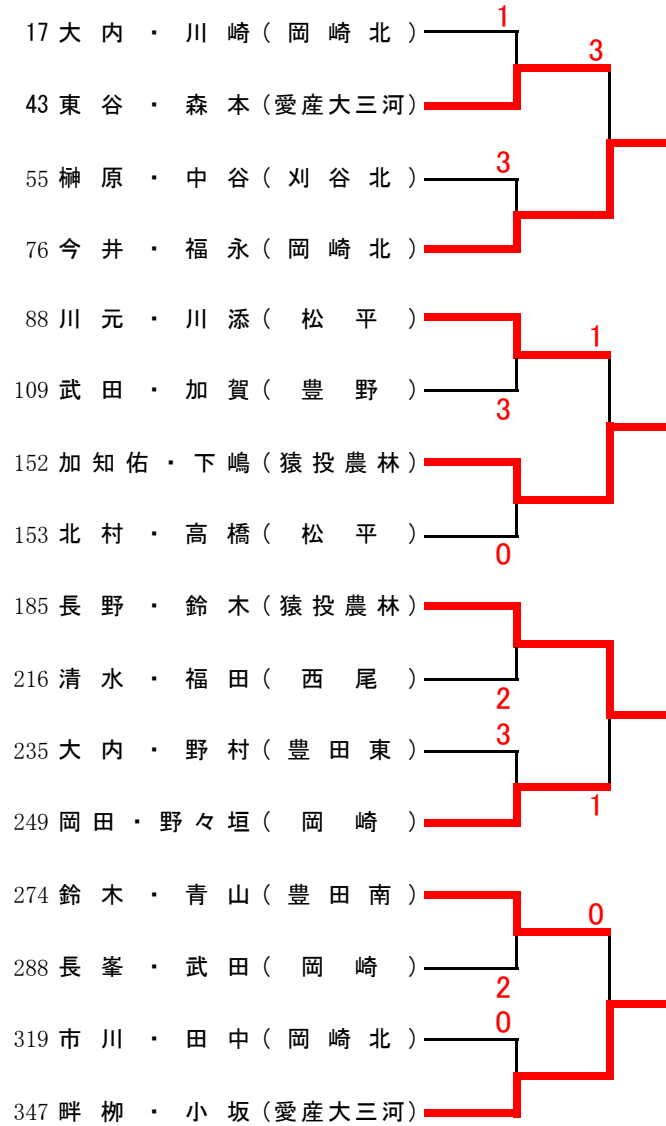 17 大内・川崎(岡崎北)
1
3
43 東谷・森本(愛産大三河)
55 榊原・中谷(刈谷北)
3
76 今井・福永(岡崎北)
88 川元・川添(松平)
1
109 武田・加賀(豊野)
3
152 加知佑・下嶋(猿投農林)
153 北村・高橋(松平)
0
185 長野・鈴木(猿投農林)
216 清水・福田(西尾)
2
3
235 大内・野村(豊田東)
1
249 岡田・野々垣(岡崎)
274 鈴木・青山(豊田南)
0
288 長峯・武田(岡崎)
2
0
319 市川・田中(岡崎北)
347 畔栁・小坂(愛産大三河)